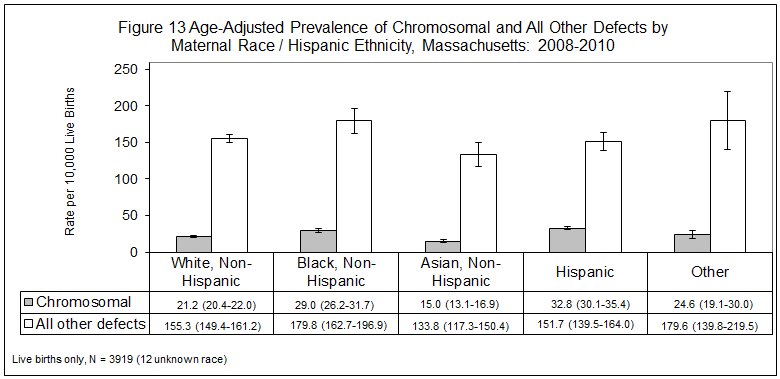 Figure 13 Age-Adjusted Prevalence of Chromosomal and All Other Defects by
Maternal Race / Hispanic Ethnicity, Massachusetts: 2008-2010
Rate per 10,000 Live Births
250
200
150
100
50
0
White, Non-Hispanic
Black, Non-Hispanic
Asian, Non-Hispanic
Hispanic
Other
Chromosomal 21.2 (20.4-22.0) 29.0 (26.2-31.7) 15.0 (13.1-16.9) 32.8 (30.1-35.4) 24.6 (19.1-30.0)
All other defects 155.3 (149.4-161.2) 179.8 (162.7-196.9) 133.8 (117.3-150.4) 151.7 (139.5-164.0) 179.6 (139.8-219.5)
Live births only, N = 3919 (12 unknown race)